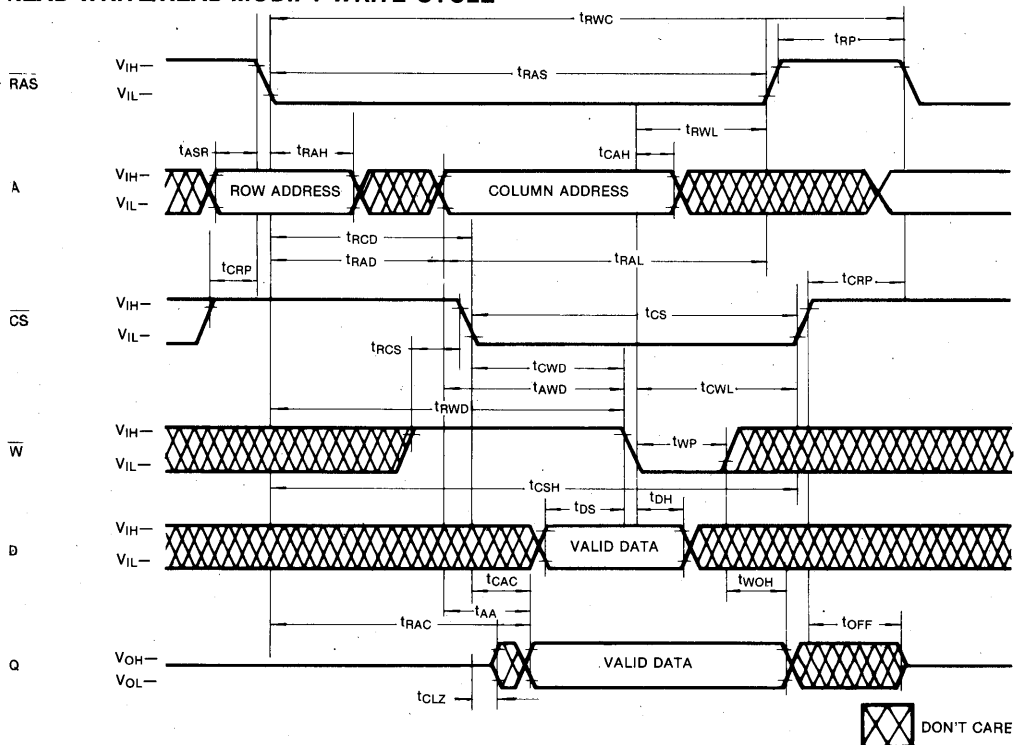 READ-WRITE/READ-MODIFY-WRITE CYCLE
tRWC
tRP
RAS
VIH—
VIL—
tRAS
tRWL
tASR
tRAH
tCAH
A
VIH—
VIL—
ROW ADDRESS
COLUMN ADDRESS
tRCD
tRAD
tRAL
tCRP
tCRP
CS
VIH—
VIL—
tCS
tRCS
tCWD
tCWL
tAWD
tRWD
W
VIH—
VIL—
tWP
tCSH
tDS
tDH
D
VIH—
VIL—
VALID DATA
tCAC
tWOH
tAA
tRAC
tOFF
Q
VOH—
VOL—
VALID DATA
tCLZ
DON'T CARE